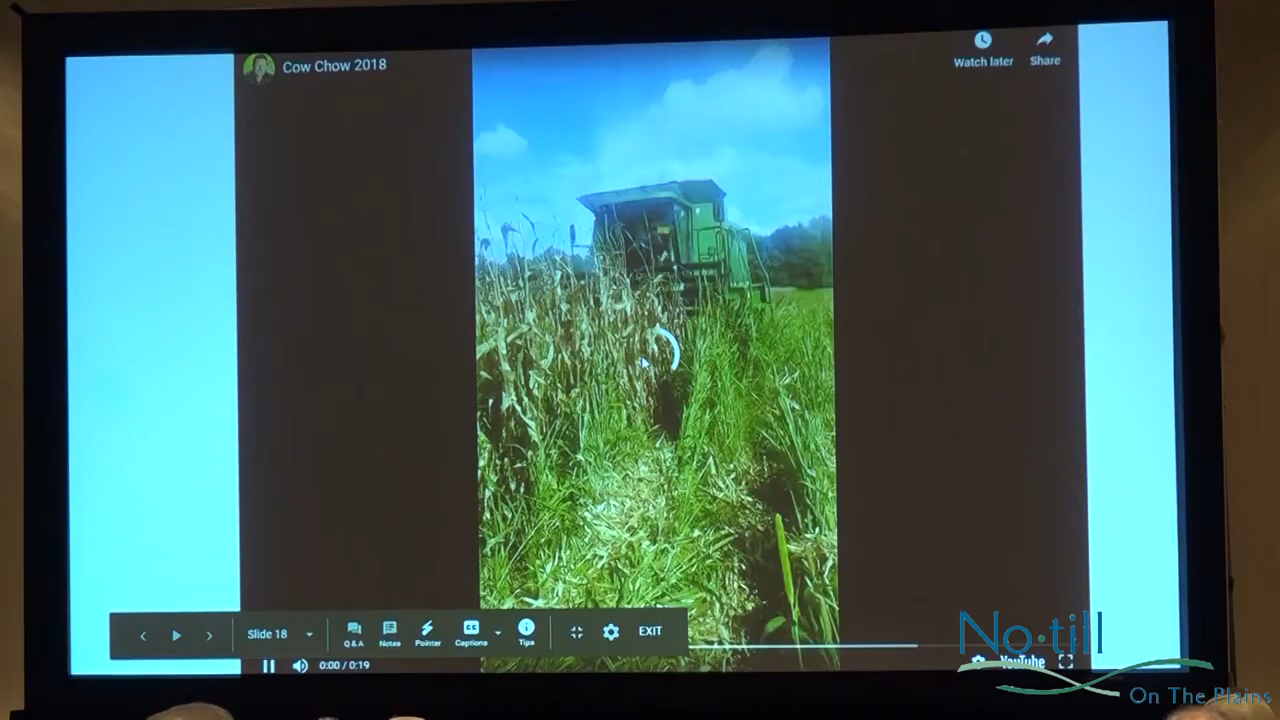 Cow Chow 2018
Watch later
Share
Slide 18
Q & A
Notes
Pointer
Captions
Tips
EXIT
0:00 / 0:19
YouTube
No·till
On The Plains